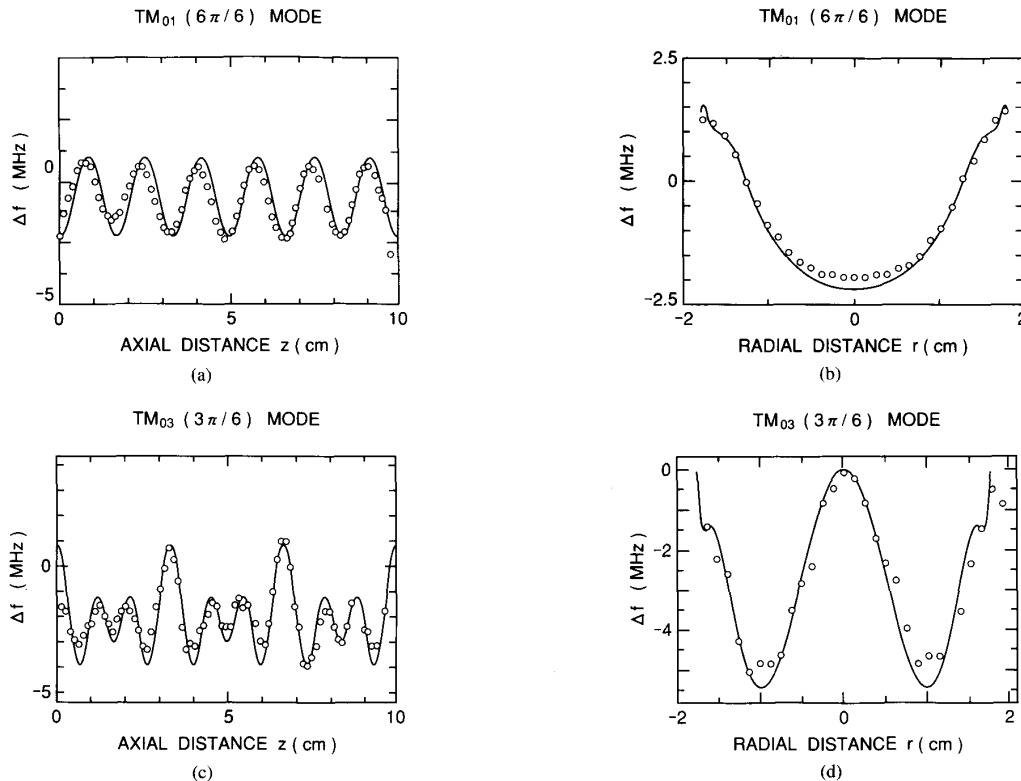 TM₀₁ ( 6π / 6 ) MODE
Δf ( MHz )
0
-5
0
5
10
AXIAL DISTANCE z ( cm )
(a)
TM₀₁ ( 6π / 6 ) MODE
Δf ( MHz )
2.5
0
-2.5
-2
0
2
RADIAL DISTANCE r ( cm )
(b)
TM₀₃ ( 3π / 6 ) MODE
Δf ( MHz )
0
-5
0
5
10
AXIAL DISTANCE z ( cm )
(c)
TM₀₃ ( 3π / 6 ) MODE
Δf ( MHz )
0
-2
-4
-2
0
2
RADIAL DISTANCE r ( cm )
(d)